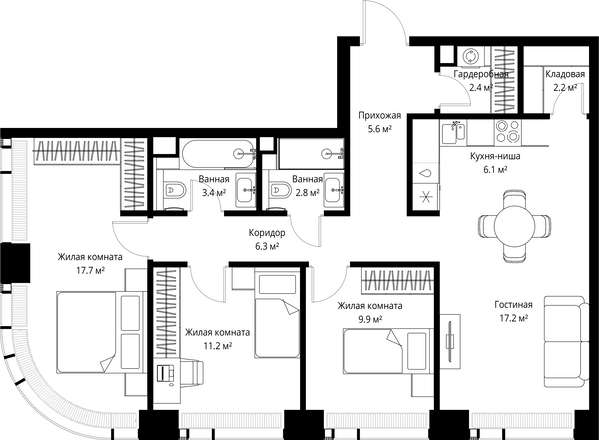 Гардеробная
2.4 м²
Кладовая
2.2 м²
Прихожая
5.6 м²
Кухня-ниша
6.1 м²
Ванная
3.4 м²
Ванная
2.8 м²
Коридор
6.3 м²
Жилая комната
17.7 м²
Жилая комната
11.2 м²
Жилая комната
9.9 м²
Гостиная
17.2 м²